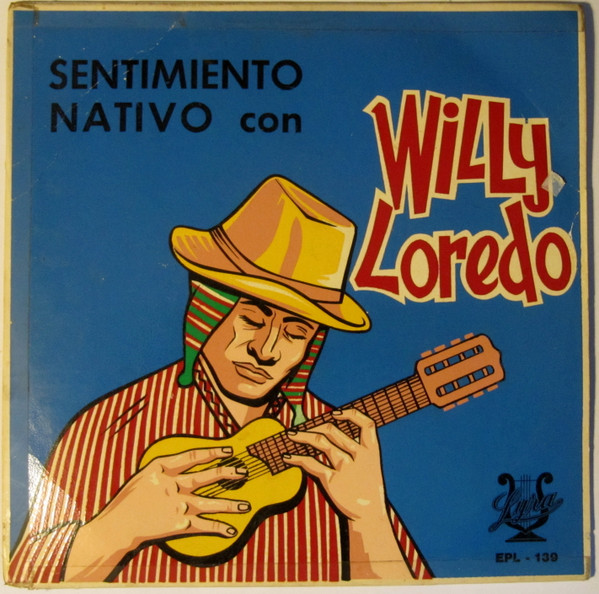 SENTIMIENTO
NATIVO con
Willy
Loredo
Lyra
EPL - 139